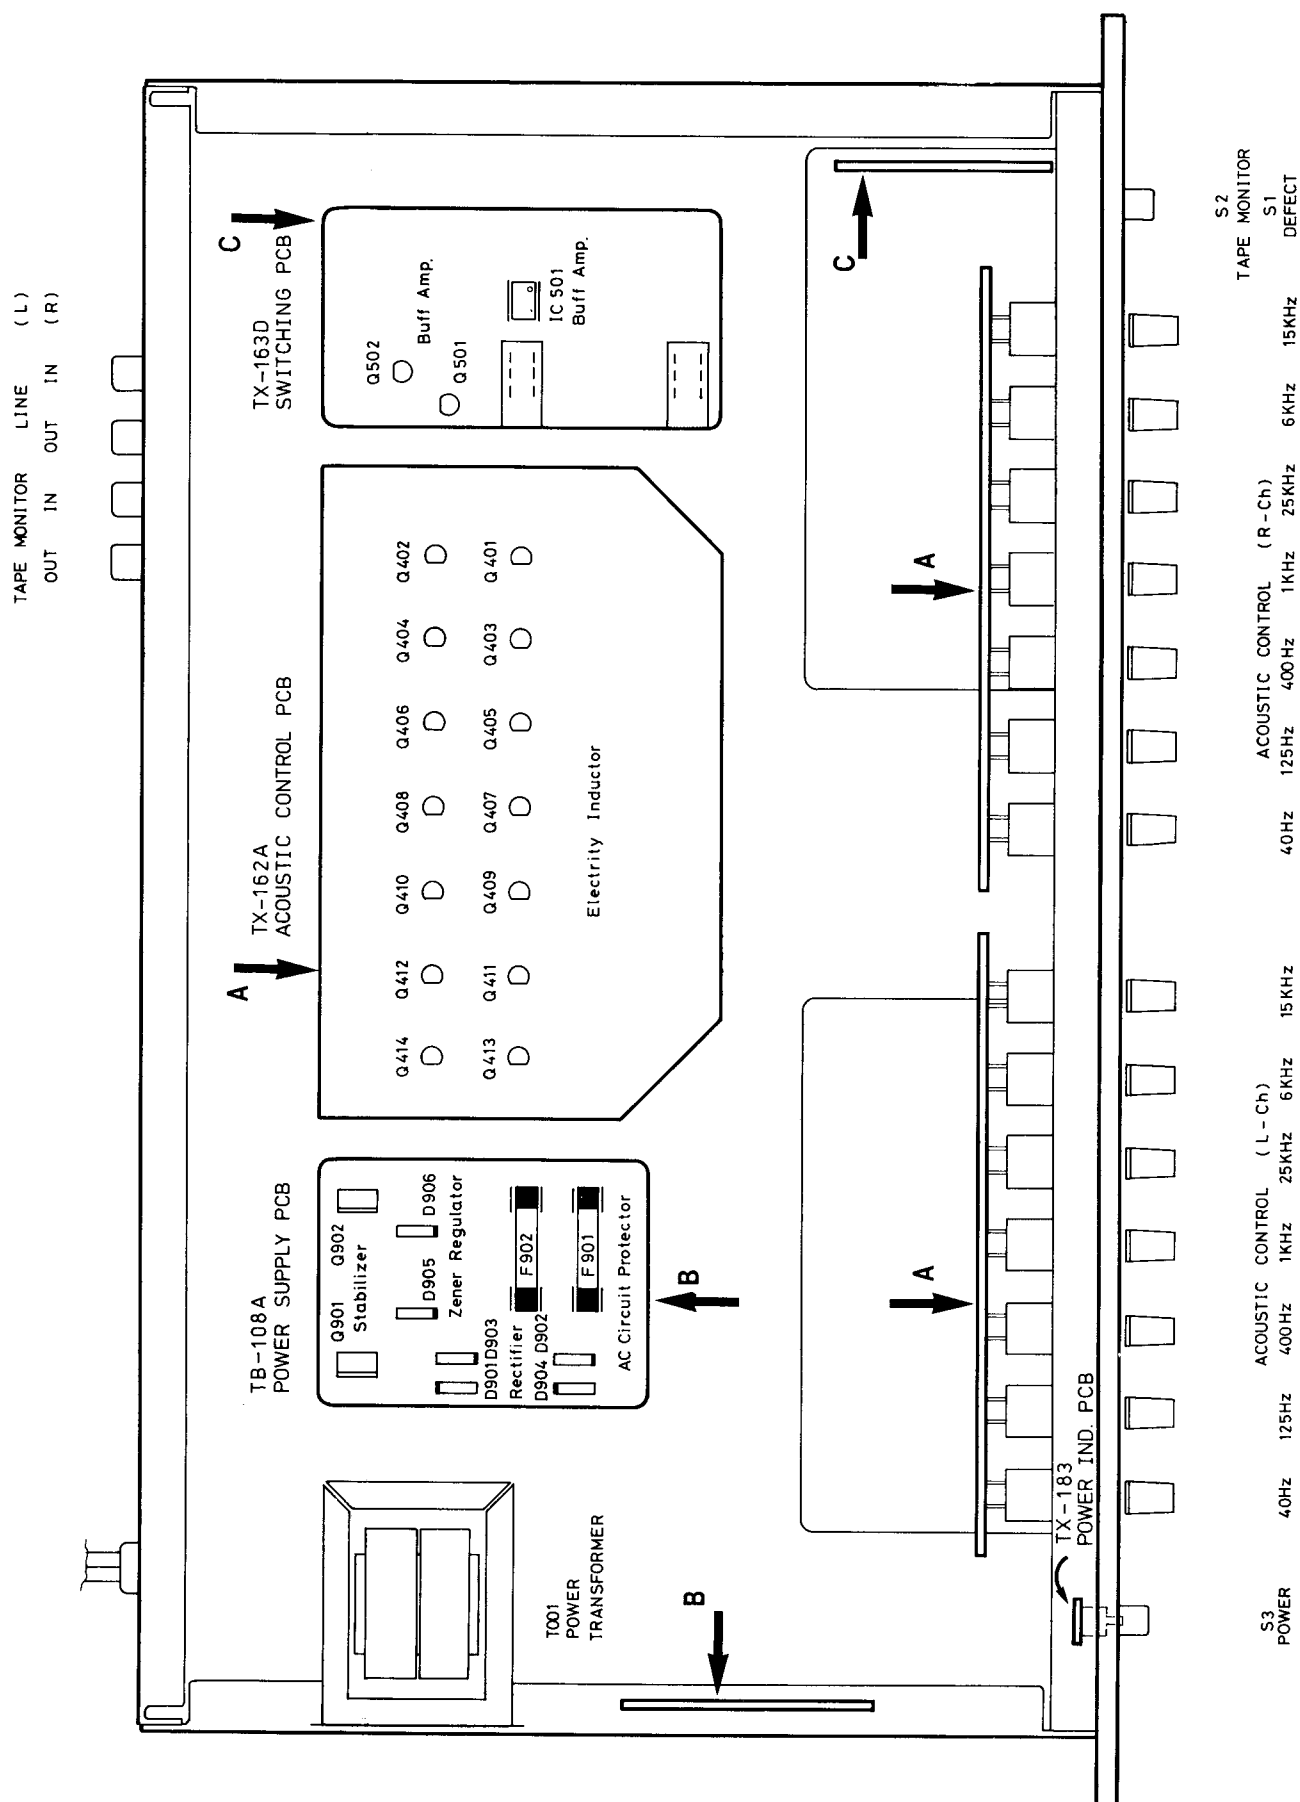 TAPE MONITOR LINE (L)
OUT IN OUT IN (R)
TB-108A
POWER SUPPLY PCB
TX-162A
ACOUSTIC CONTROL PCB
TX-163D
SWITCHING PCB
A
C
Q901 Q902
Stabilizer
D905 D906
Zener Regulator
D901 D903
Rectifier
D904 D902
F902
F901
AC Circuit Protector
B
Q414 Q412 Q410 Q408 Q406 Q404 Q402
Q413 Q411 Q409 Q407 Q405 Q403 Q401
Electrity Inductor
Q502
Buff Amp.
Q501
IC 501
Buff Amp.
T001
POWER
TRANSFORMER
B
A
A
C
TX-183
POWER IND. PCB
S3
POWER
ACOUSTIC CONTROL (L-Ch)
40Hz 125Hz 400Hz 1KHz 25KHz 6KHz 15KHz
ACOUSTIC CONTROL (R-Ch)
40Hz 125Hz 400Hz 1KHz 25KHz 6KHz 15KHz
S2
TAPE MONITOR
S1
DEFECT